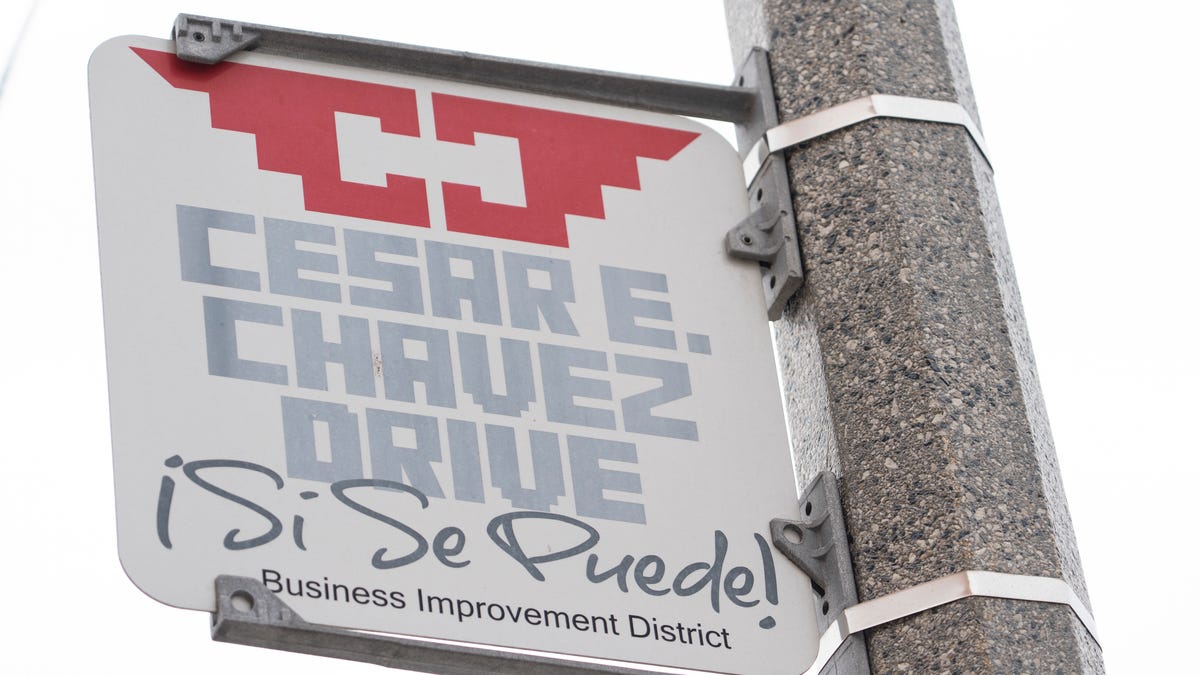 CESAR E.
CHAVEZ
DRIVE
¡Si Se Puede!
Business Improvement District